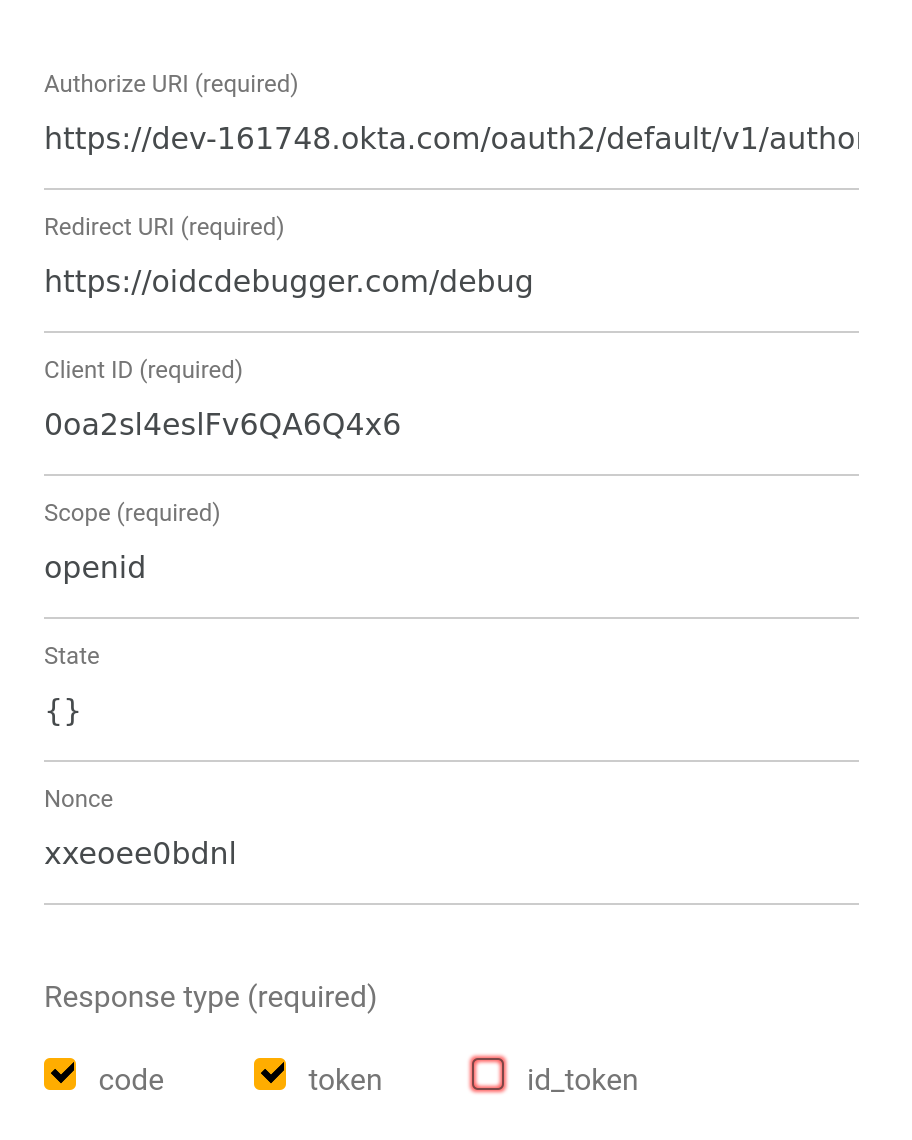 Authorize URI (required)
https://dev-161748.okta.com/oauth2/default/v1/author
Redirect URI (required)
https://oidcdebugger.com/debug
Client ID (required)
0oa2sl4eslFv6QA6Q4x6
Scope (required)
openid
State
{}
Nonce
xxeoee0bdnl
Response type (required)
code token id_token